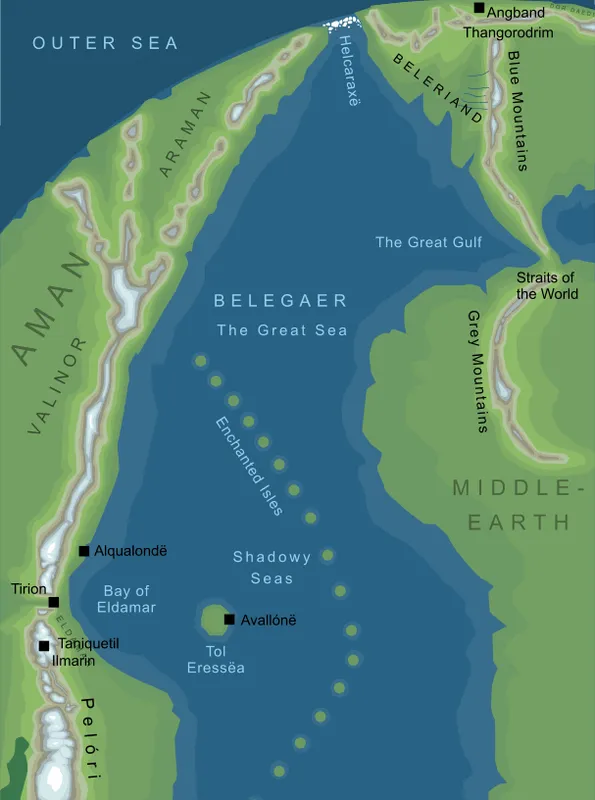 OUTER SEA
Angband
Thangorodrim
DOR DAEDELOTH
Helcaraxë
BELERIAND
Blue Mountains
ARAMAN
The Great Gulf
Straits of
the World
BELEGAER
The Great Sea
AMAN
VALINOR
Grey Mountains
Enchanted Isles
MIDDLE-
EARTH
Alqualondë
Shadowy
Seas
Tirion
Bay of
Eldamar
Avallónë
Taniquetil
Ilmarin
Tol
Eressëa
Pelóri